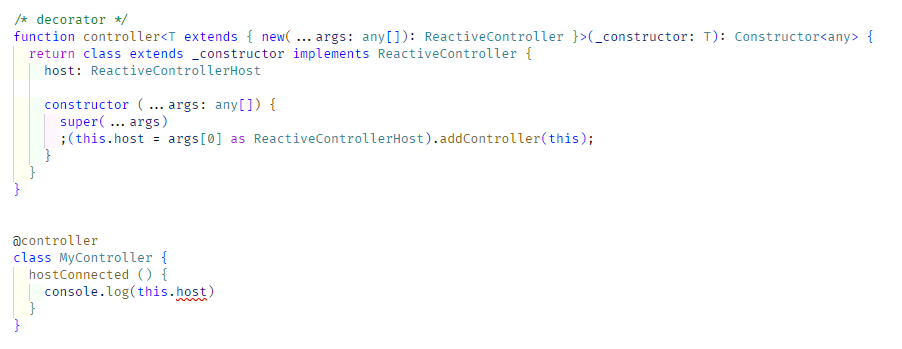 /* decorator */
function controller<T extends { new(...args: any[]): ReactiveController }>(_constructor: T): Constructor<any> {
  return class extends _constructor implements ReactiveController {
    host: ReactiveControllerHost

    constructor (...args: any[]) {
      super(...args)
      ;(this.host = args[0] as ReactiveControllerHost).addController(this);
    }
  }
}

@controller
class MyController {
  hostConnected () {
    console.log(this.host)
  }
}